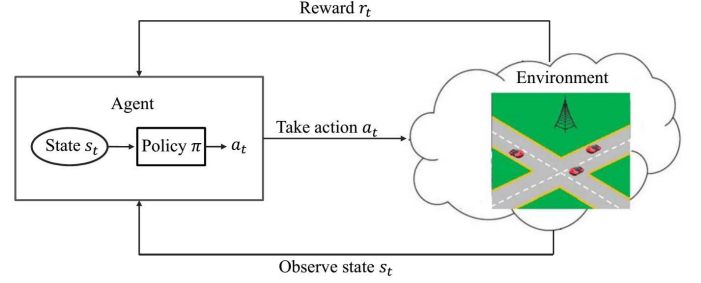 Reward r_t
Environment
Agent
State s_t
Policy π
a_t
Take action a_t
Observe state s_t